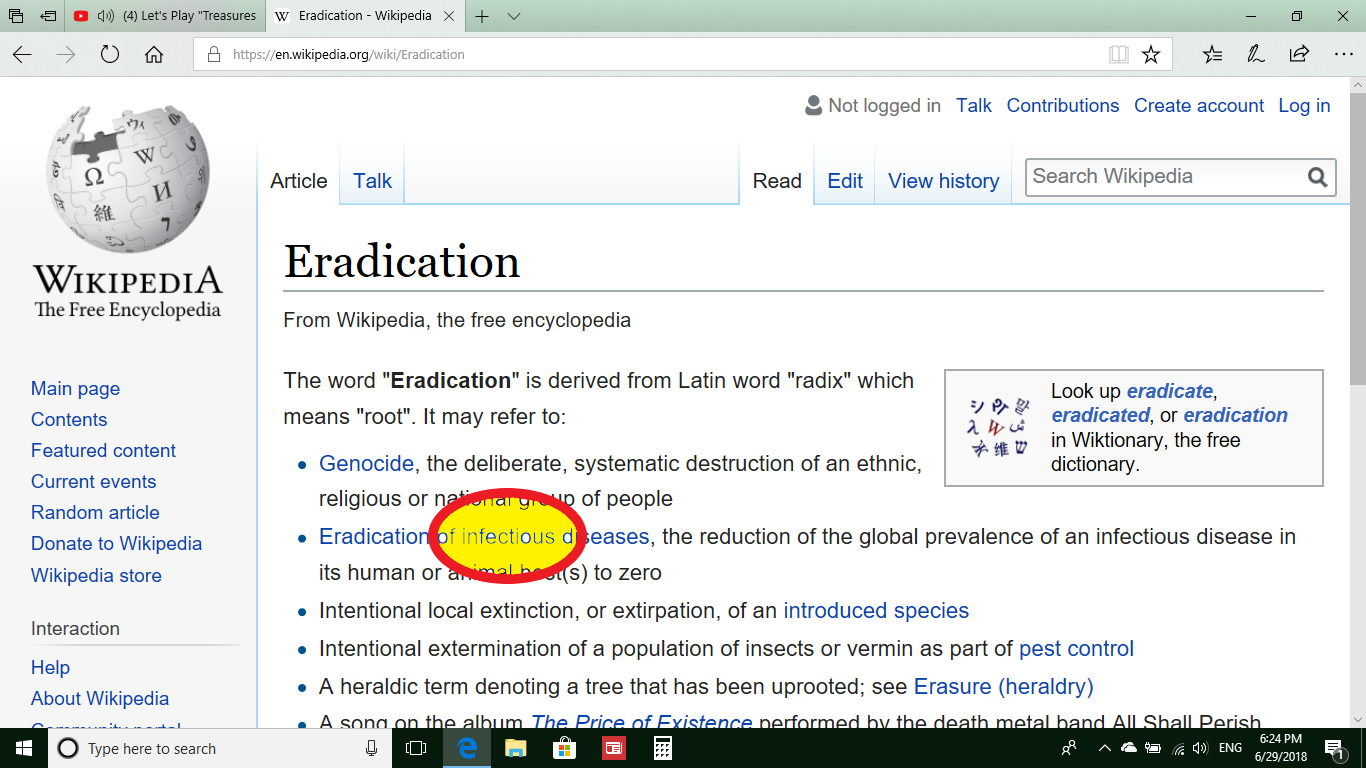 (4) Let's Play "Treasures
Eradication - Wikipedia
https://en.wikipedia.org/wiki/Eradication
Not logged in Talk Contributions Create account Log in
Article Talk Read Edit View history Search Wikipedia
WIKIPEDIA
The Free Encyclopedia
Main page
Contents
Featured content
Current events
Random article
Donate to Wikipedia
Wikipedia store
Interaction
Help
About Wikipedia
Community portal
Eradication
From Wikipedia, the free encyclopedia
The word "Eradication" is derived from Latin word "radix" which
means "root". It may refer to:
Look up eradicate,
eradicated, or eradication
in Wiktionary, the free
dictionary.
• Genocide, the deliberate, systematic destruction of an ethnic,
religious or national group of people
• Eradication of infectious diseases, the reduction of the global prevalence of an infectious disease in
its human or animal host(s) to zero
• Intentional local extinction, or extirpation, of an introduced species
• Intentional extermination of a population of insects or vermin as part of pest control
• A heraldic term denoting a tree that has been uprooted; see Erasure (heraldry)
• A song on the album The Price of Existence performed by the death metal band All Shall Perish
Type here to search
ENG
6:24 PM
6/29/2018
1